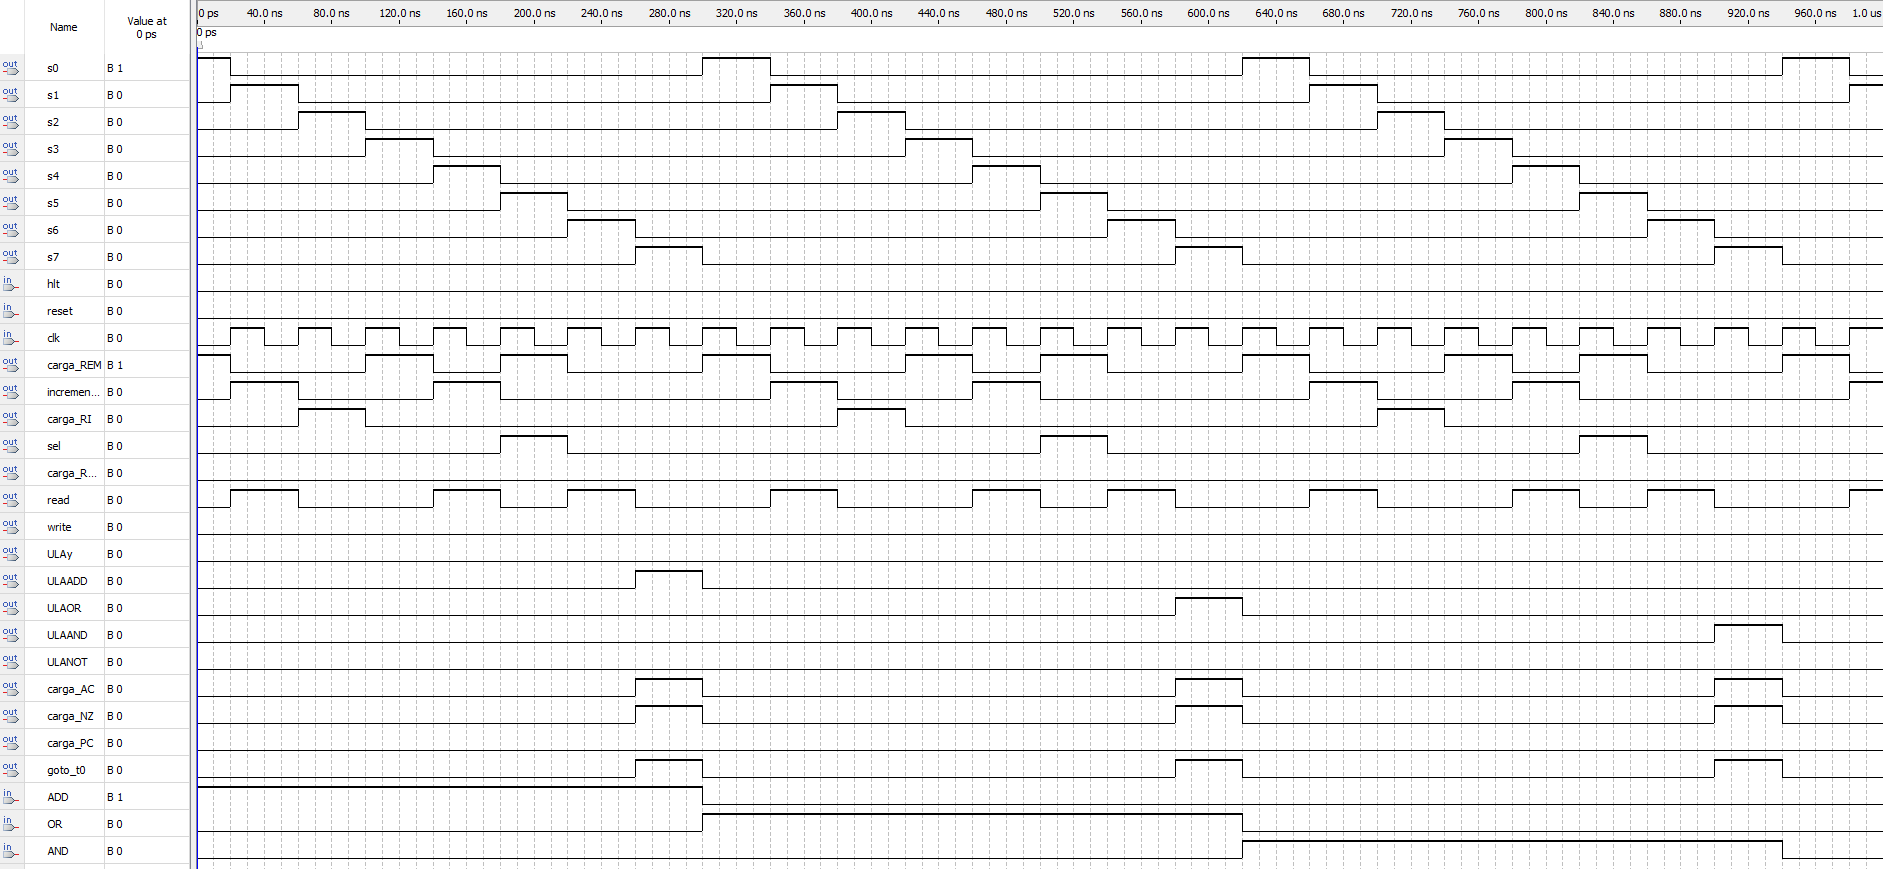 Name
Value at
0 ps
0 ps 40.0 ns 80.0 ns 120.0 ns 160.0 ns 200.0 ns 240.0 ns 280.0 ns 320.0 ns 360.0 ns 400.0 ns 440.0 ns 480.0 ns 520.0 ns 560.0 ns 600.0 ns 640.0 ns 680.0 ns 720.0 ns 760.0 ns 800.0 ns 840.0 ns 880.0 ns 920.0 ns 960.0 ns 1.0 us
0 ps
out s0 B 1
out s1 B 0
out s2 B 0
out s3 B 0
out s4 B 0
out s5 B 0
out s6 B 0
out s7 B 0
in hlt B 0
in reset B 0
in clk B 0
out carga_REM B 1
out incremen... B 0
out carga_RI B 0
out sel B 0
out carga_R... B 0
out read B 0
out write B 0
out ULAy B 0
out ULAADD B 0
out ULAOR B 0
out ULAAND B 0
out ULANOT B 0
out carga_AC B 0
out carga_NZ B 0
out carga_PC B 0
out goto_t0 B 0
in ADD B 1
in OR B 0
in AND B 0